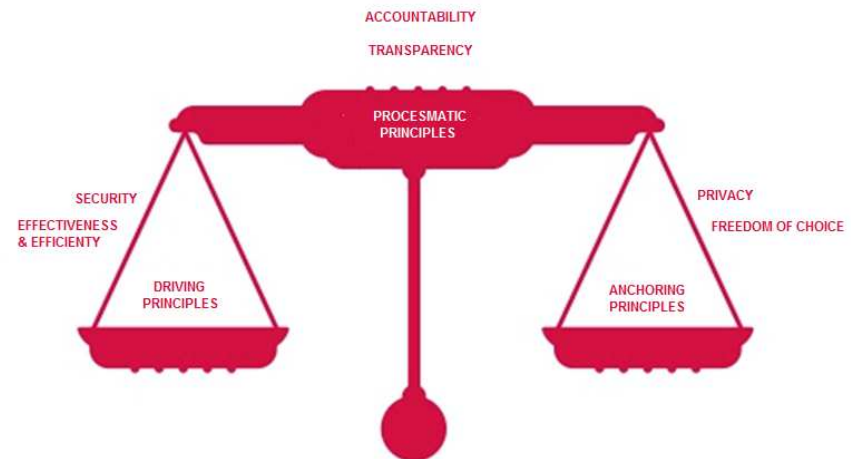 ACCOUNTABILITY
TRANSPARENCY
PROCESMATIC
PRINCIPLES
SECURITY
EFFECTIVENESS
& EFFICIENTY
DRIVING
PRINCIPLES
PRIVACY
FREEDOM OF CHOICE
ANCHORING
PRINCIPLES